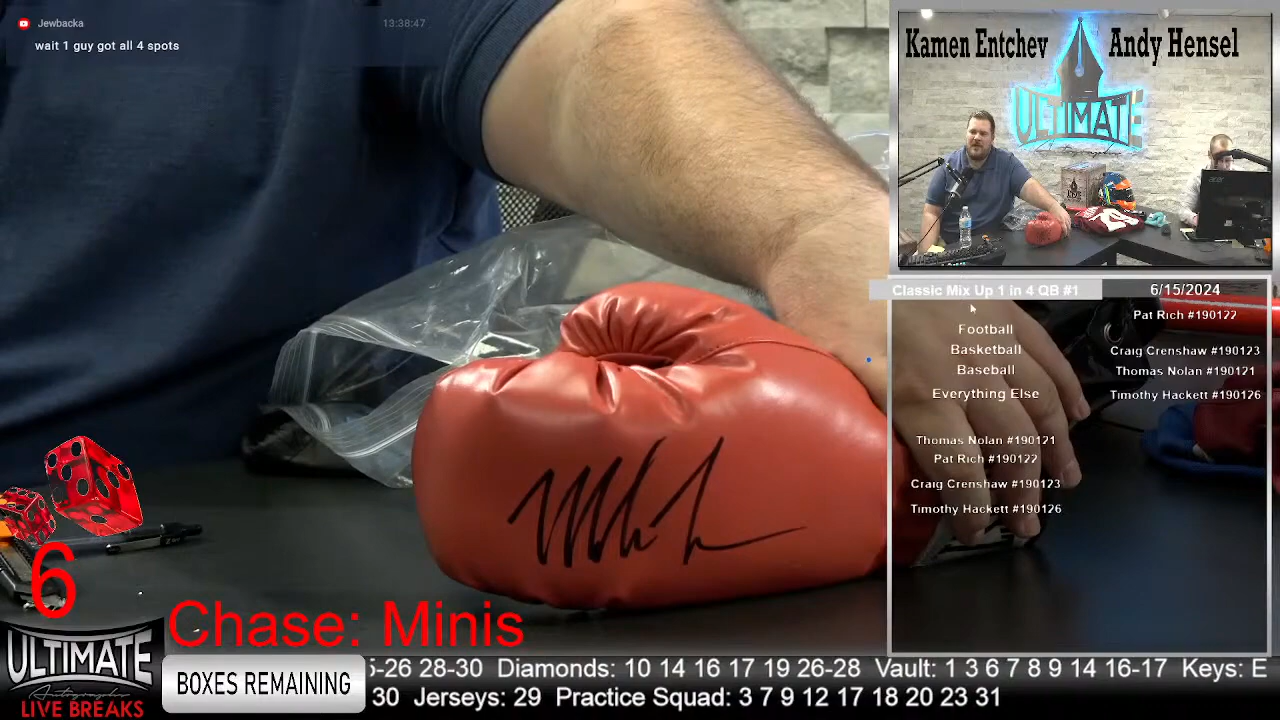 Jewbacka
13:38:47
wait 1 guy got all 4 spots
Kamen Entchev
Andy Hensel
ULTIMATE
acer
Classic Mix Up 1 in 4 QB #1
6/15/2024
Football
Basketball
Baseball
Everything Else
Pat Rich #190122
Craig Crenshaw #190123
Thomas Nolan #190121
Timothy Hackett #190126
Thomas Nolan #190121
Pat Rich #190122
Craig Crenshaw #190123
Timothy Hackett #190126
6
Chase: Minis
ULTIMATE
Autographs
LIVE BREAKS
BOXES REMAINING
5-26 28-30 Diamonds: 10 14 16 17 19 26-28 Vault: 1 3 6 7 8 9 14 16-17 Keys: E
30 Jerseys: 29 Practice Squad: 3 7 9 12 17 18 20 23 31